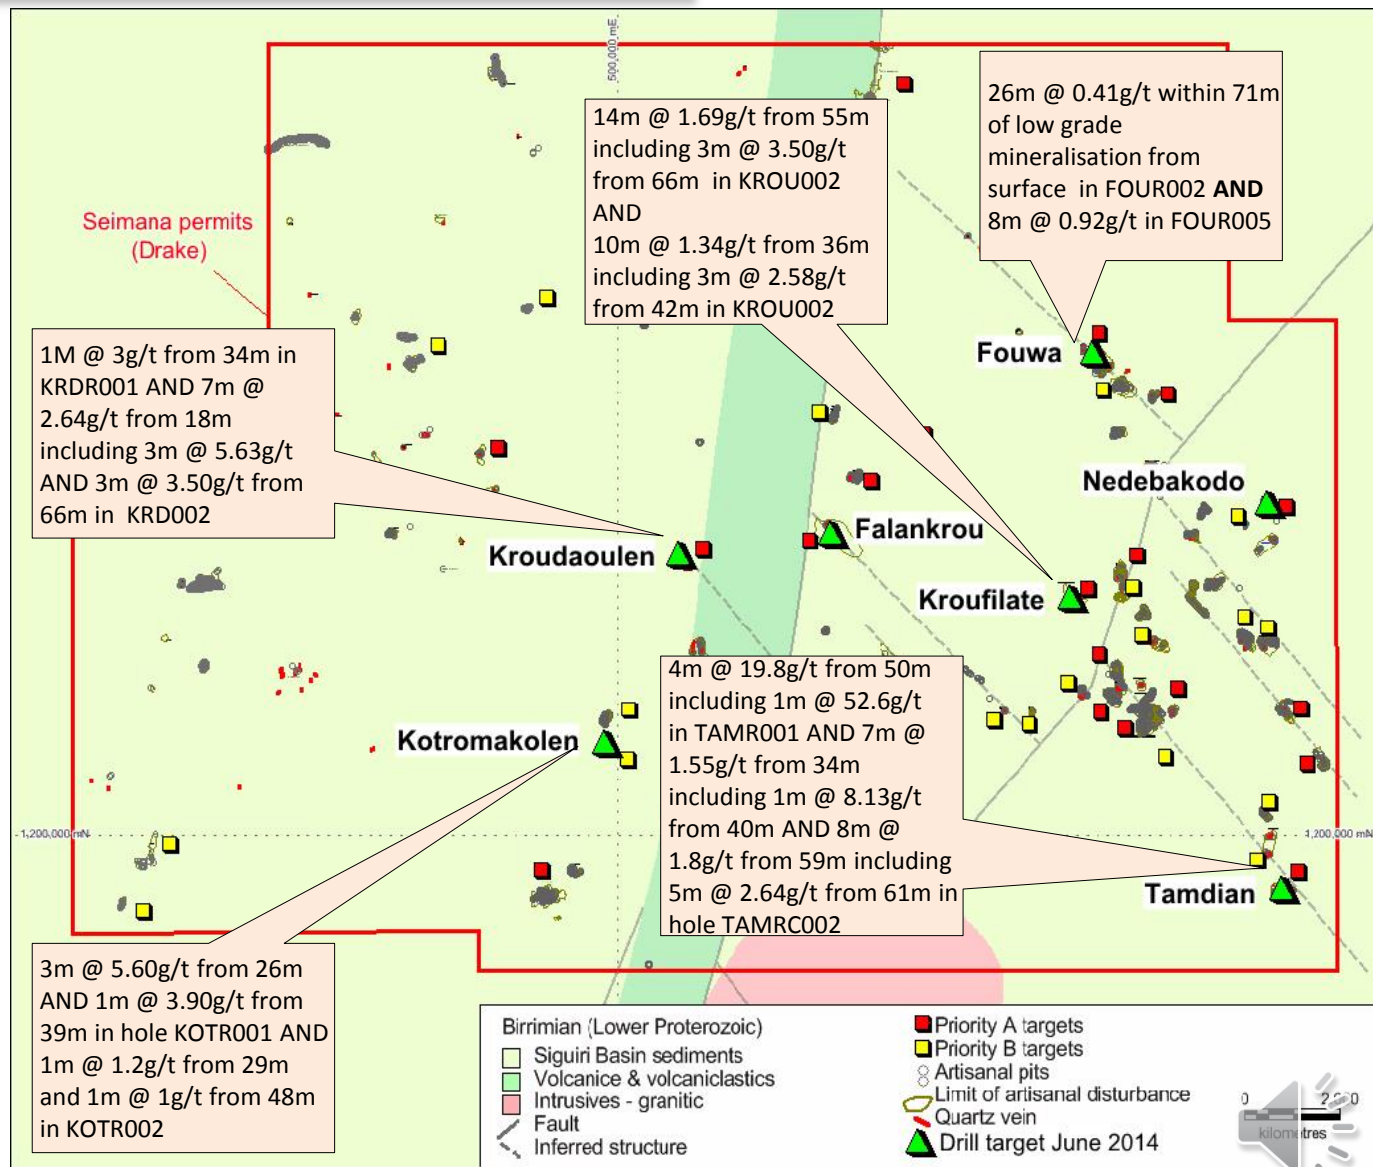 500,000 mE
14m @ 1.69g/t from 55m
including 3m @ 3.50g/t
from 66m in KROU002
AND
10m @ 1.34g/t from 36m
including 3m @ 2.58g/t
from 42m in KROU002
26m @ 0.41g/t within 71m
of low grade
mineralisation from
surface in FOUR002 AND
8m @ 0.92g/t in FOUR005
Seimana permits
(Drake)
1M @ 3g/t from 34m in
KRDR001 AND 7m @
2.64g/t from 18m
including 3m @ 5.63g/t
AND 3m @ 3.50g/t from
66m in KRD002
Fouwa
Nedebakodo
Falankrou
Kroudaoulen
Kroufilate
4m @ 19.8g/t from 50m
including 1m @ 52.6g/t
in TAMR001 AND 7m @
1.55g/t from 34m
including 1m @ 8.13g/t
from 40m AND 8m @
1.8g/t from 59m including
5m @ 2.64g/t from 61m in
hole TAMRC002
Kotromakolen
1,200,000 mN
1,200,000 mN
Tamdian
3m @ 5.60g/t from 26m
AND 1m @ 3.90g/t from
39m in hole KOTR001 AND
1m @ 1.2g/t from 29m
and 1m @ 1g/t from 48m
in KOTR002
Birrimian (Lower Proterozoic)
Siguiri Basin sediments
Volcanice & volcaniclastics
Intrusives - granitic
Fault
Inferred structure
Priority A targets
Priority B targets
Artisanal pits
Limit of artisanal disturbance
Quartz vein
Drill target June 2014
0
kilometres